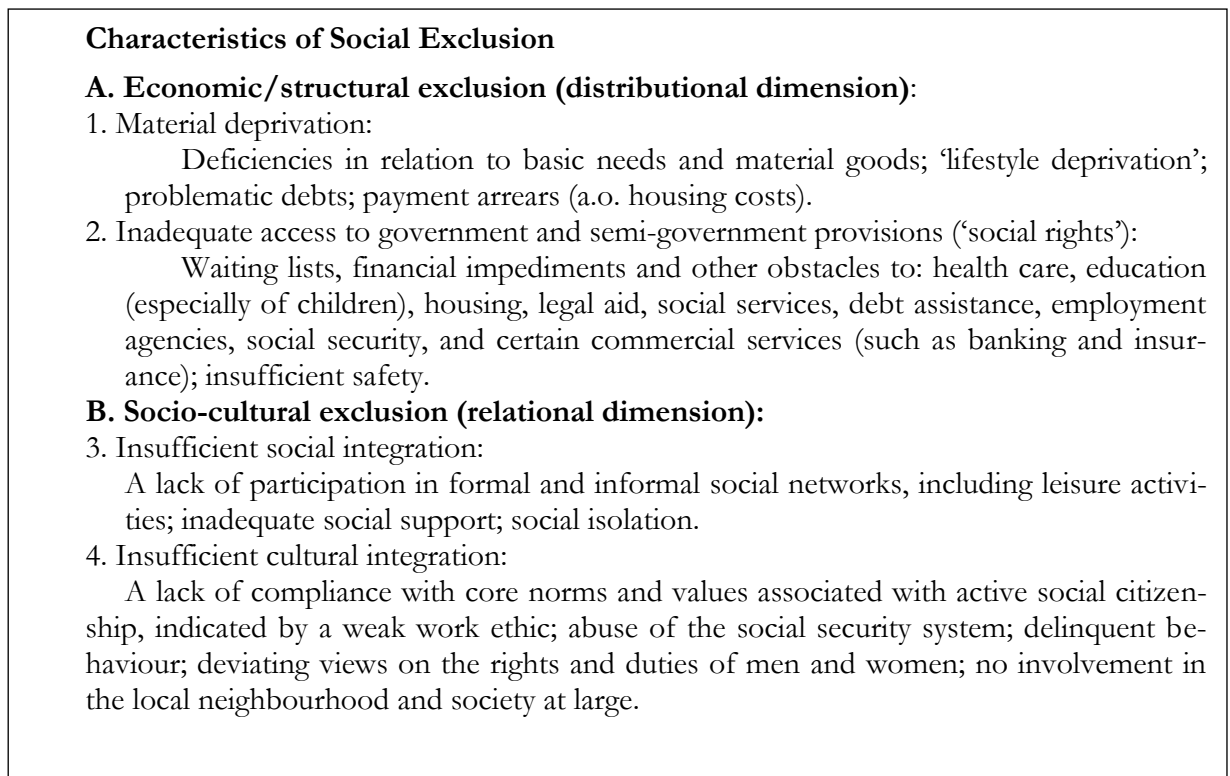 Characteristics of Social Exclusion
A. Economic/structural exclusion (distributional dimension):
1. Material deprivation:
Deficiencies in relation to basic needs and material goods; ‘lifestyle deprivation’;
problematic debts; payment arrears (a.o. housing costs).
2. Inadequate access to government and semi-government provisions (‘social rights’):
Waiting lists, financial impediments and other obstacles to: health care, education
(especially of children), housing, legal aid, social services, debt assistance, employment
agencies, social security, and certain commercial services (such as banking and insur-
ance); insufficient safety.
B. Socio-cultural exclusion (relational dimension):
3. Insufficient social integration:
A lack of participation in formal and informal social networks, including leisure activi-
ties; inadequate social support; social isolation.
4. Insufficient cultural integration:
A lack of compliance with core norms and values associated with active social citizen-
ship, indicated by a weak work ethic; abuse of the social security system; delinquent be-
haviour; deviating views on the rights and duties of men and women; no involvement in
the local neighbourhood and society at large.